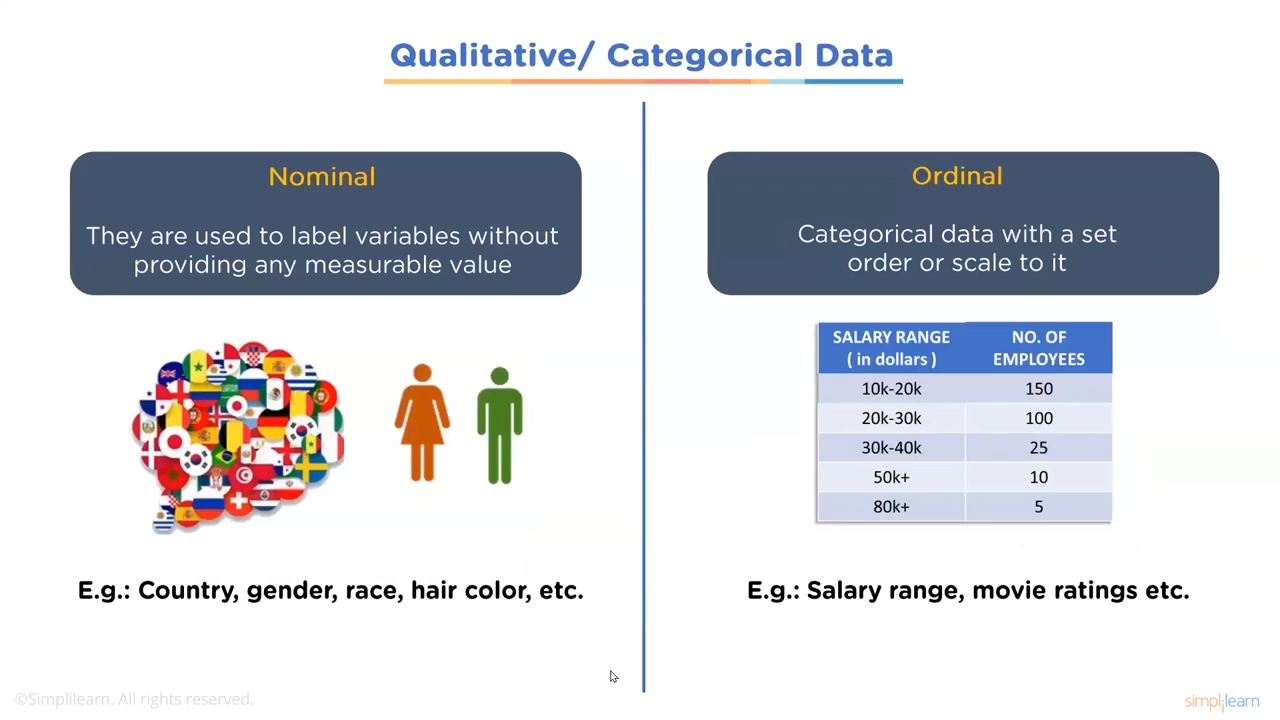 Qualitative/ Categorical Data
Nominal
They are used to label variables without
providing any measurable value
E.g.: Country, gender, race, hair color, etc.
Ordinal
Categorical data with a set
order or scale to it
SALARY RANGE
( in dollars )
NO. OF
EMPLOYEES
10k-20k 150
20k-30k 100
30k-40k 25
50k+ 10
80k+ 5
E.g.: Salary range, movie ratings etc.
©Simplilearn. All rights reserved.
simplilearn